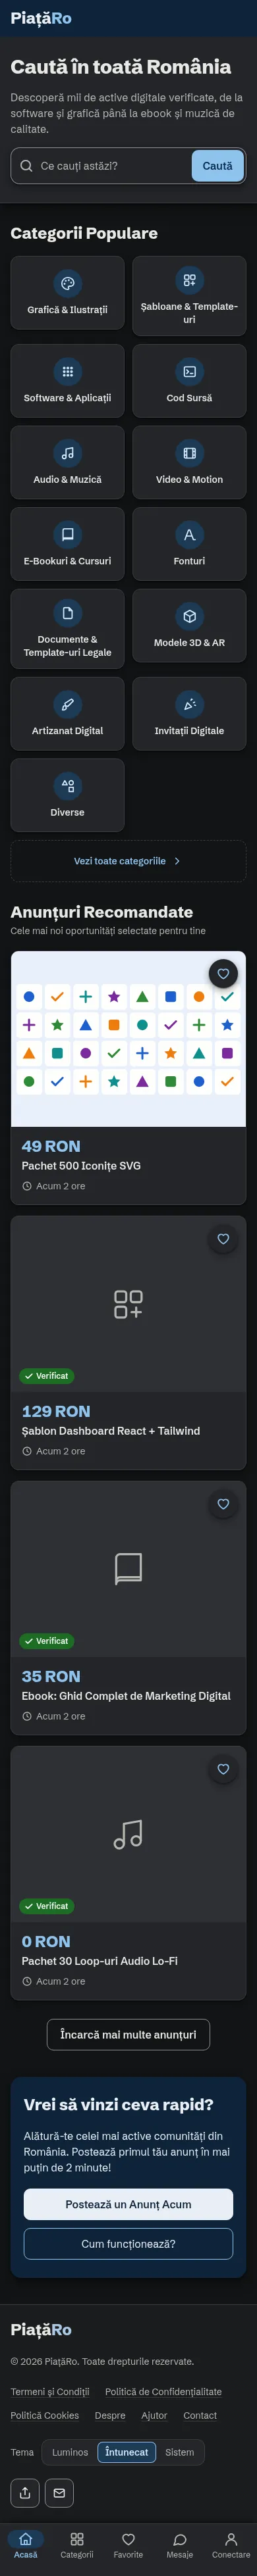 PiațăRo
Caută în toată România
Descoperă mii de active digitale verificate, de la
software și grafică până la ebook și muzică de
calitate.
Ce cauți astăzi?
Caută
Categorii Populare
Grafică & Ilustrații
Șabloane & Template-
uri
Software & Aplicații
Cod Sursă
Audio & Muzică
Video & Motion
E-Bookuri & Cursuri
Fonturi
Documente &
Template-uri Legale
Modele 3D & AR
Artizanat Digital
Invitații Digitale
Diverse
Vezi toate categoriile
Anunțuri Recomandate
Cele mai noi oportunități selectate pentru tine
49 RON
Pachet 500 Iconițe SVG
Acum 2 ore
Verificat
129 RON
Șablon Dashboard React + Tailwind
Acum 2 ore
Verificat
35 RON
Ebook: Ghid Complet de Marketing Digital
Acum 2 ore
Verificat
0 RON
Pachet 30 Loop-uri Audio Lo-Fi
Acum 2 ore
Încarcă mai multe anunțuri
Vrei să vinzi ceva rapid?
Alătură-te celei mai active comunități din
România. Postează primul tău anunț în mai
puțin de 2 minute!
Postează un Anunț Acum
Cum funcționează?
PiațăRo
© 2026 PiațăRo. Toate drepturile rezervate.
Termeni și Condiții
Politică de Confidențialitate
Politică Cookies
Despre
Ajutor
Contact
Tema
Luminos
Întunecat
Sistem
Acasă
Categorii
Favorite
Mesaje
Conectare